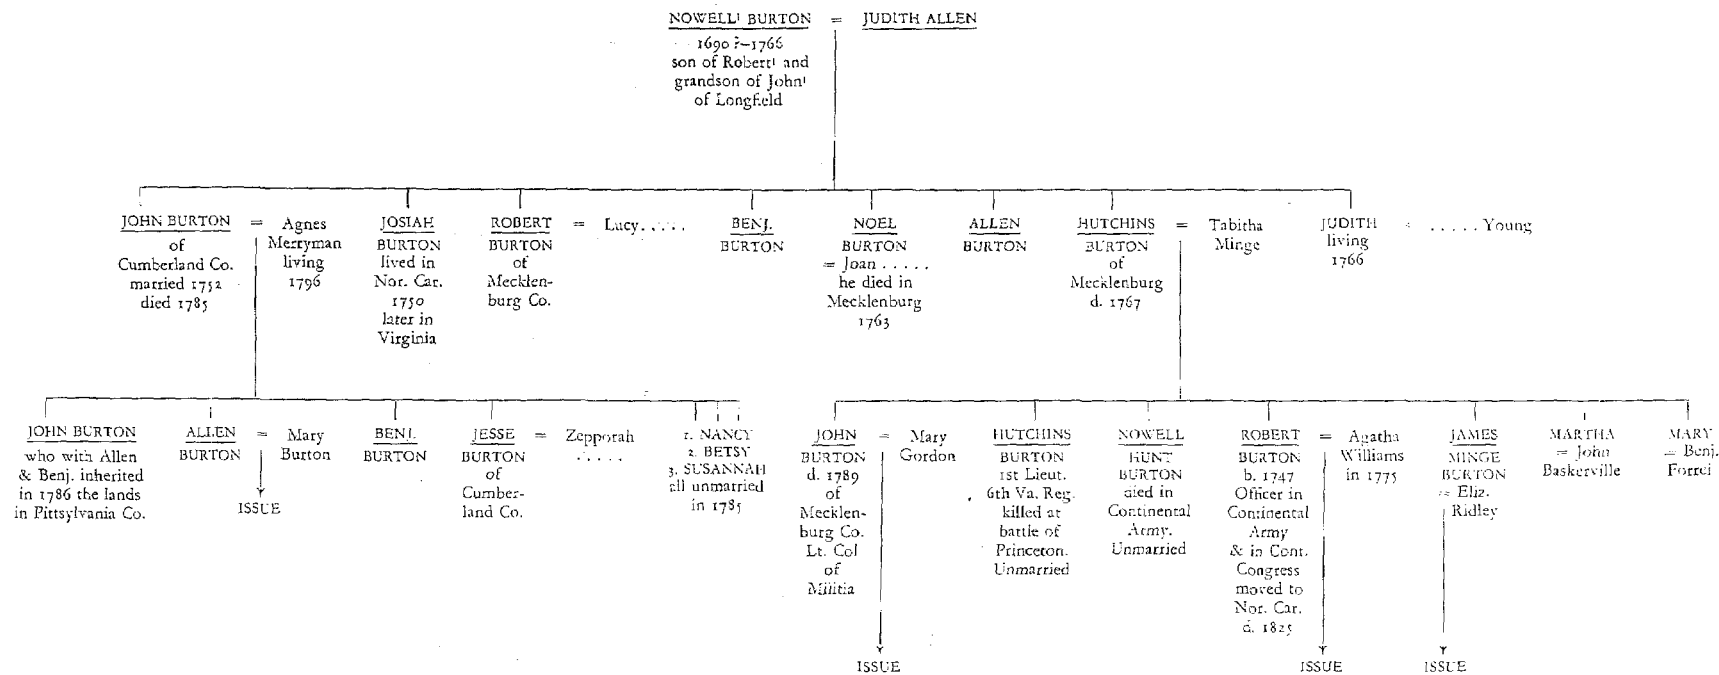 NOWELL¹ BURTON = JUDITH ALLEN
1690 ?–1766
son of Robert¹ and
grandson of John¹
of Longfield
JOHN BURTON
of
Cumberland Co.
married 1752
died 1785
= Agnes
Merryman
living
1796
JOSIAH
BURTON
lived in
Nor. Car.
1750
later in
Virginia
ROBERT
BURTON
of
Mecklen-
burg Co.
= Lucy.....
BENJ.
BURTON
NOEL
BURTON
= Joan .....
he died in
Mecklenburg
1763
ALLEN
BURTON
HUTCHINS
BURTON
of
Mecklenburg
d. 1767
= Tabitha
Minge
JUDITH
living
1766
= ..... Young
JOHN BURTON
who with Allen
& Benj. inherited
in 1786 the lands
in Pittsylvania Co.
ALLEN
BURTON
= Mary
Burton
ISSUE
BENJ.
BURTON
JESSE
BURTON
of
Cumber-
land Co.
= Zepporah
.....
1. NANCY
2. BETSY
3. SUSANNAH
all unmarried
in 1785
JOHN
BURTON
d. 1789
of
Mecklen-
burg Co.
Lt. Col
of
Militia
= Mary
Gordon
ISSUE
HUTCHINS
BURTON
1st Lieut.
6th Va. Reg.
killed at
battle of
Princeton.
Unmarried
NOWELL
HUNT
BURTON
died in
Continental
Army.
Unmarried
ROBERT
BURTON
b. 1747
Officer in
Continental
Army
& in Cont.
Congress
moved to
Nor. Car.
d. 1825
= Agatha
Williams
in 1775
ISSUE
JAMES
MINGE
BURTON
= Eliz.
Ridley
ISSUE
MARTHA
= John
Baskerville
MARY
= Benj.
Forrei